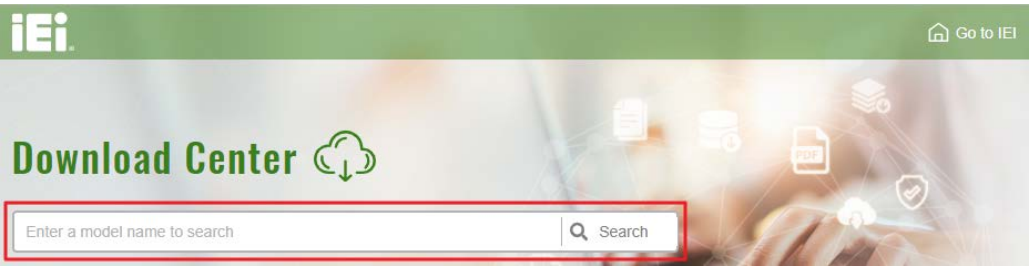 iEi.
Go to IEI
Download Center
PDF
Enter a model name to search
Search